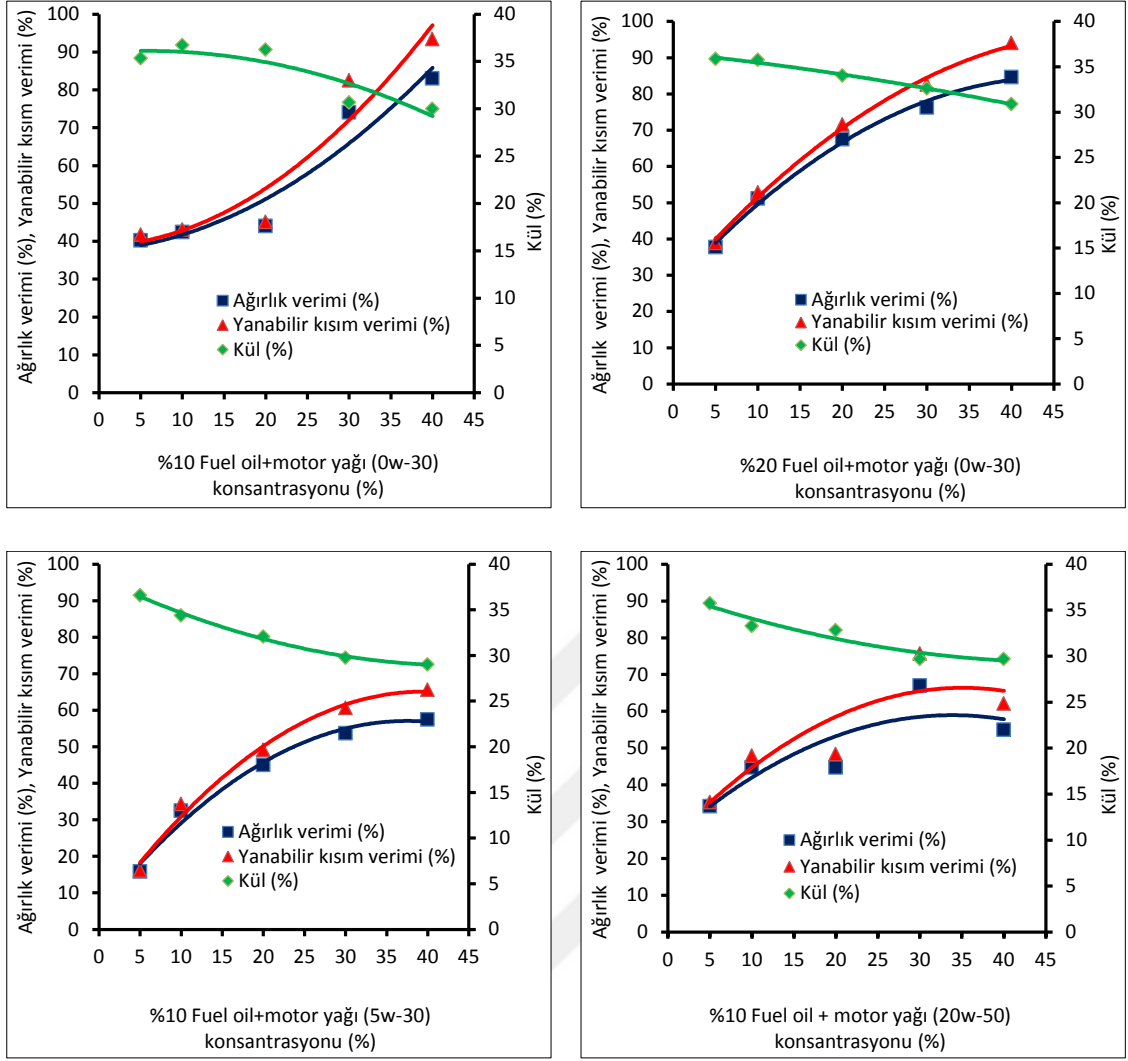 Ağırlık verimi (%), Yanabilir kısım verimi (%)
100
90
80
70
60
50
40
30
20
10
0
40
35
30
25
20
15
10
5
0
Kül (%)
Ağırlık verimi (%)
Yanabilir kısım verimi (%)
Kül (%)
0 5 10 15 20 25 30 35 40 45
%10 Fuel oil+motor yağı (0w-30)
konsantrasyonu (%)
Ağırlık verimi (%), Yanabilir kısım verimi (%)
100
90
80
70
60
50
40
30
20
10
0
40
35
30
25
20
15
10
5
0
Kül (%)
Ağırlık verimi (%)
Yanabilir kısım verimi (%)
Kül (%)
0 5 10 15 20 25 30 35 40 45
%20 Fuel oil+motor yağı (0w-30)
konsantrasyonu (%)
Ağırlık verimi (%), Yanabilir kısım verimi (%)
100
90
80
70
60
50
40
30
20
10
0
40
35
30
25
20
15
10
5
0
Kül (%)
Ağırlık verimi (%)
Yanabilir kısım verimi (%)
Kül (%)
0 5 10 15 20 25 30 35 40 45
%10 Fuel oil+motor yağı (5w-30)
konsantrasyonu (%)
Ağırlık verimi (%), Yanabilir kısım verimi (%)
100
90
80
70
60
50
40
30
20
10
0
40
35
30
25
20
15
10
5
0
Kül (%)
Ağırlık verimi (%)
Yanabilir kısım verimi (%)
Kül (%)
0 5 10 15 20 25 30 35 40 45
%10 Fuel oil + motor yağı (20w-50)
konsantrasyonu (%)